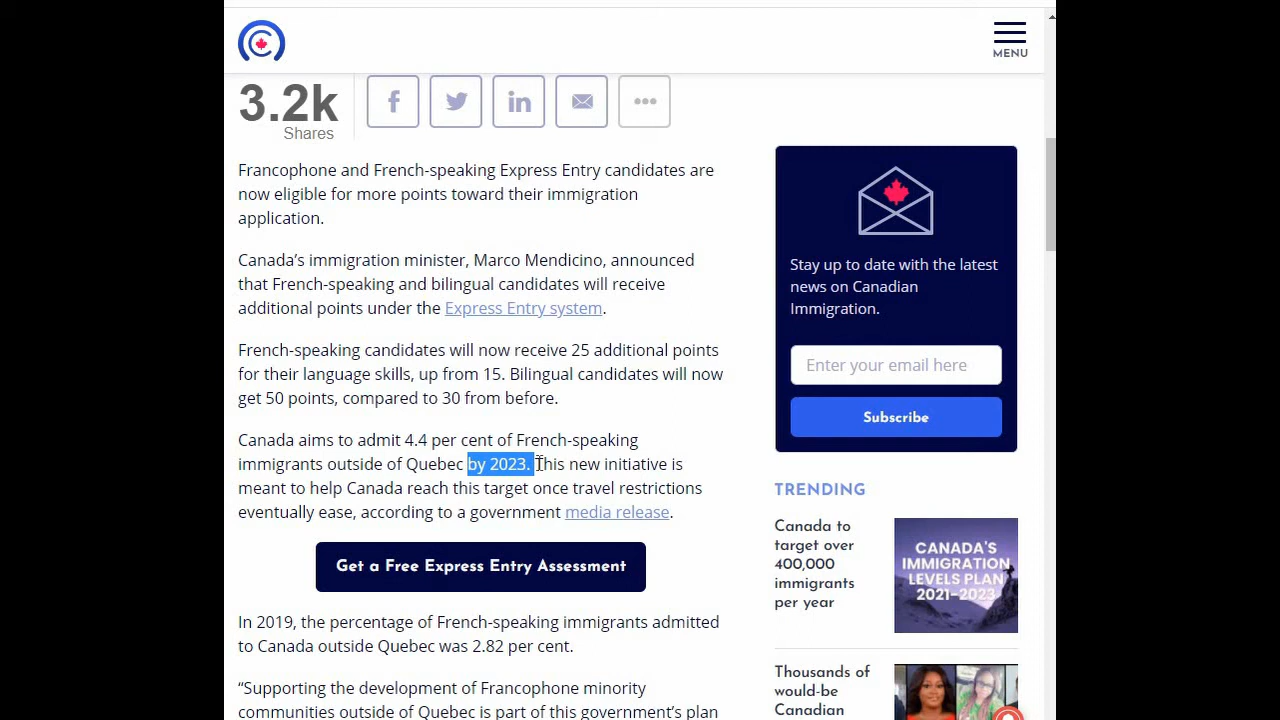 MENU
3.2k
Shares
Francophone and French-speaking Express Entry candidates are
now eligible for more points toward their immigration
application.
Canada’s immigration minister, Marco Mendicino, announced
that French-speaking and bilingual candidates will receive
additional points under the Express Entry system.
French-speaking candidates will now receive 25 additional points
for their language skills, up from 15. Bilingual candidates will now
get 50 points, compared to 30 from before.
Canada aims to admit 4.4 per cent of French-speaking
immigrants outside of Quebec by 2023. This new initiative is
meant to help Canada reach this target once travel restrictions
eventually ease, according to a government media release.
Get a Free Express Entry Assessment
In 2019, the percentage of French-speaking immigrants admitted
to Canada outside Quebec was 2.82 per cent.
“Supporting the development of Francophone minority
communities outside of Quebec is part of this government’s plan
Stay up to date with the latest
news on Canadian
Immigration.
Enter your email here
Subscribe
TRENDING
Canada to
target over
400,000
immigrants
per year
CANADA'S
IMMIGRATION
LEVELS PLAN
2021-2023
Thousands of
would-be
Canadian